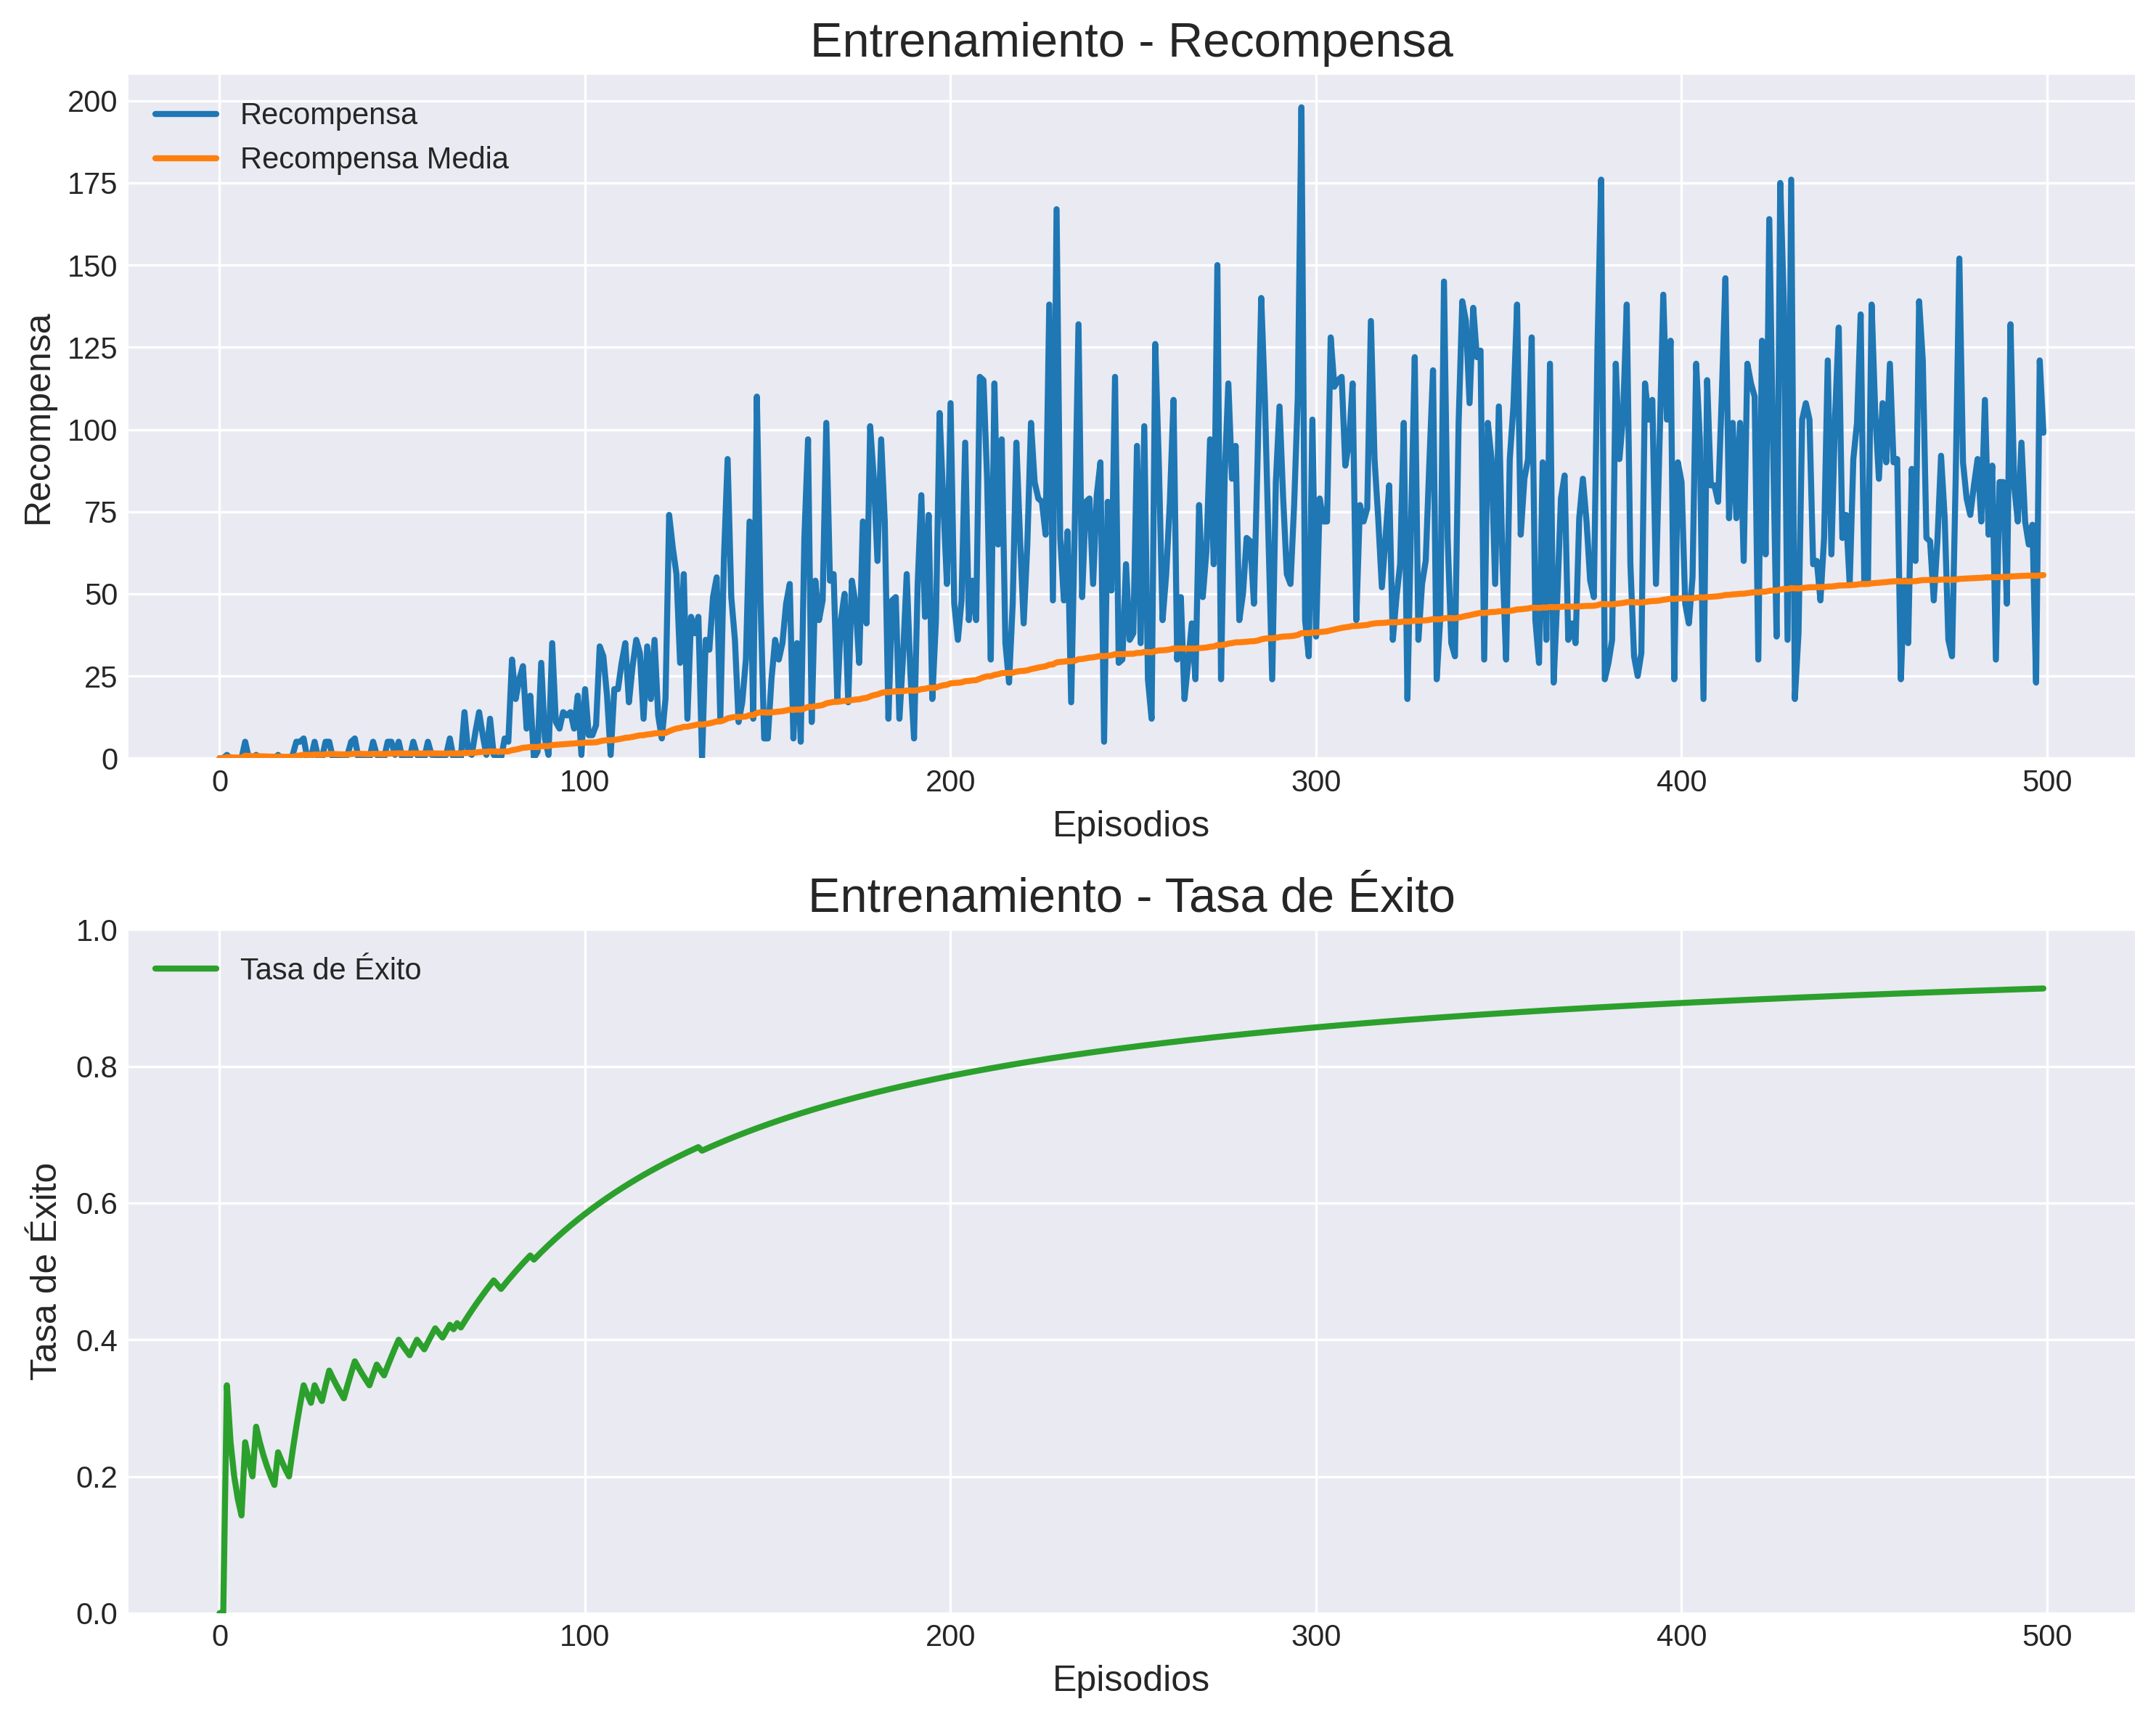 Entrenamiento - Recompensa
Recompensa
Recompensa Media
200
175
150
125
100
75
50
25
0
Recompensa
0 100 200 300 400 500
Episodios
Entrenamiento - Tasa de Éxito
Tasa de Éxito
1.0
0.8
0.6
0.4
0.2
0.0
Tasa de Éxito
0 100 200 300 400 500
Episodios